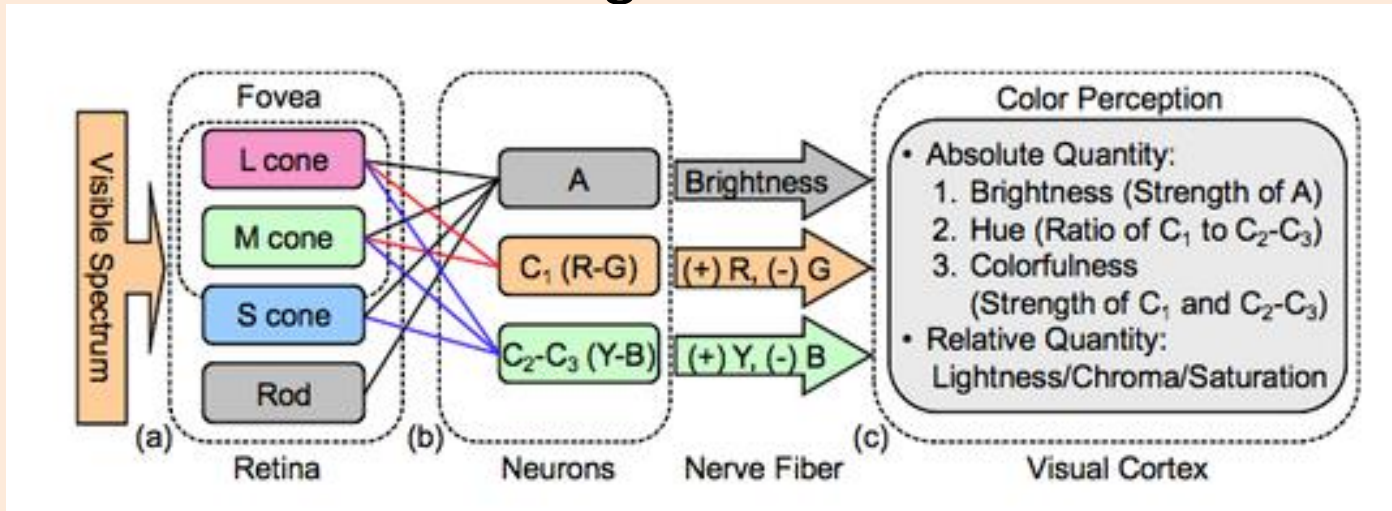 Visible Spectrum
Fovea
L cone
M cone
S cone
Rod
(a)
Retina
(b)
A
C₁ (R-G)
C₂-C₃ (Y-B)
Neurons
Brightness
(+) R, (-) G
(+) Y, (-) B
Nerve Fiber
(c)
Color Perception
• Absolute Quantity:
1. Brightness (Strength of A)
2. Hue (Ratio of C₁ to C₂-C₃)
3. Colorfulness
(Strength of C₁ and C₂-C₃)
• Relative Quantity:
Lightness/Chroma/Saturation
Visual Cortex